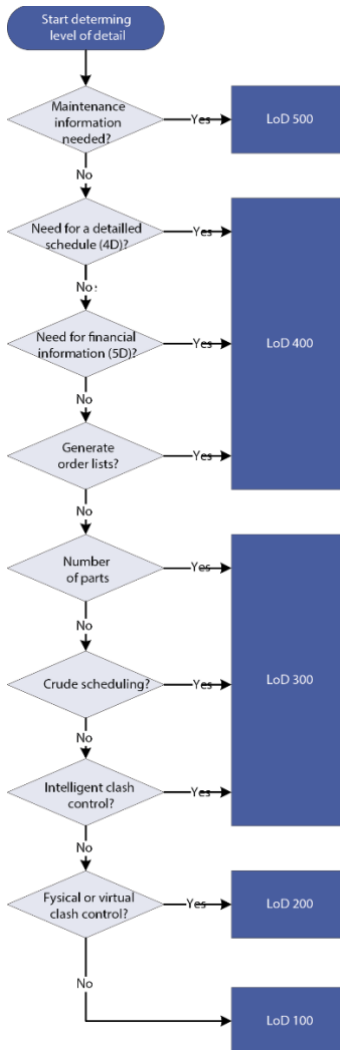 Start determing
level of detail
Maintenance
information
needed?
Yes
LoD 500
No
Need for a detailled
schedule (4D)?
Yes
No
Need for financial
information (5D)?
Yes
LoD 400
No
Generate
order lists?
Yes
No
Number
of parts
Yes
No
Crude scheduling?
Yes
LoD 300
No
Intelligent clash
control?
Yes
No
Fysical or virtual
clash control?
Yes
LoD 200
No
LoD 100